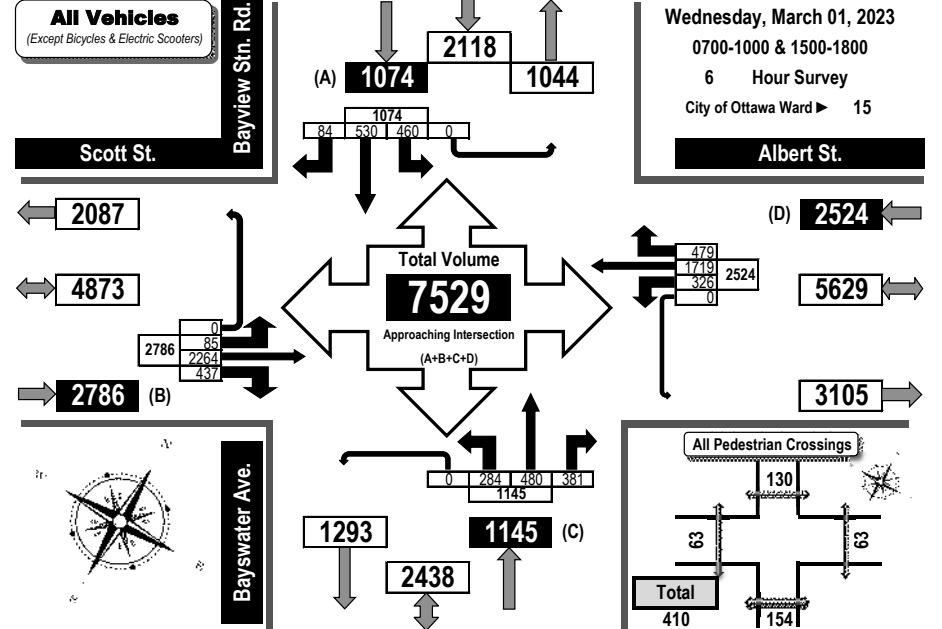 All Vehicles
(Except Bicycles & Electric Scooters)
Bayview Stn. Rd.
Scott St.
2118
(A) 1074
1044
1074
84 530 460 0
Wednesday, March 01, 2023
0700-1000 & 1500-1800
6 Hour Survey
City of Ottawa Ward ► 15
Albert St.
2087
4873
2786 (B)
0
85
2264
437
2786
Total Volume
7529
Approaching Intersection
(A+B+C+D)
(D) 2524
479
1719
326
0
2524
5629
3105
Bayswater Ave.
0 284 480 381
1145
1293
1145 (C)
2438
All Pedestrian Crossings
130
63
63
Total
410
154